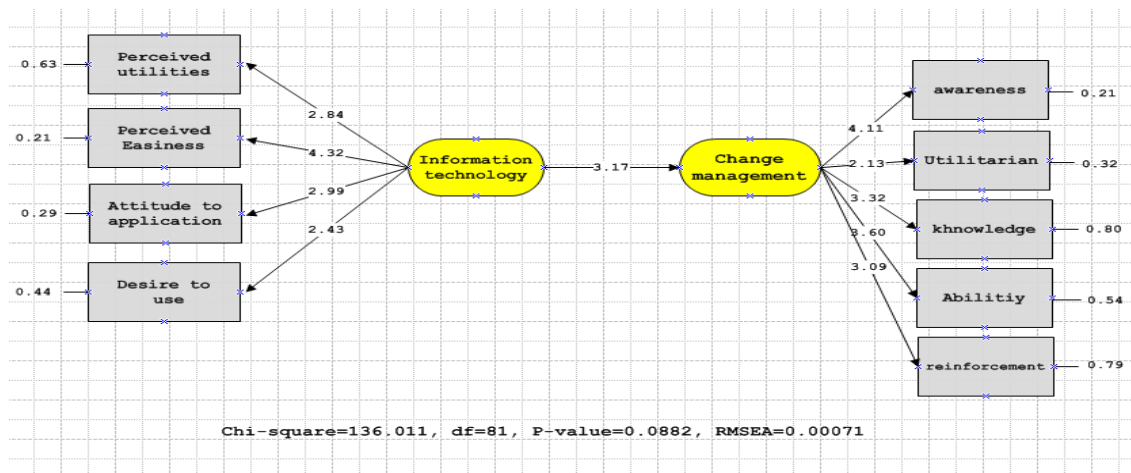 Perceived
utilities
0.63
Perceived
Easiness
0.21
Attitude to
application
0.29
Desire to
use
0.44
2.84
4.32
2.99
2.43
Information
technology
3.17
Change
management
4.11
2.13
3.32
3.60
3.09
awareness
0.21
Utilitarian
0.32
khnowledge
0.80
Abilitiy
0.54
reinforcement
0.79
Chi-square=136.011, df=81, P-value=0.0882, RMSEA=0.00071